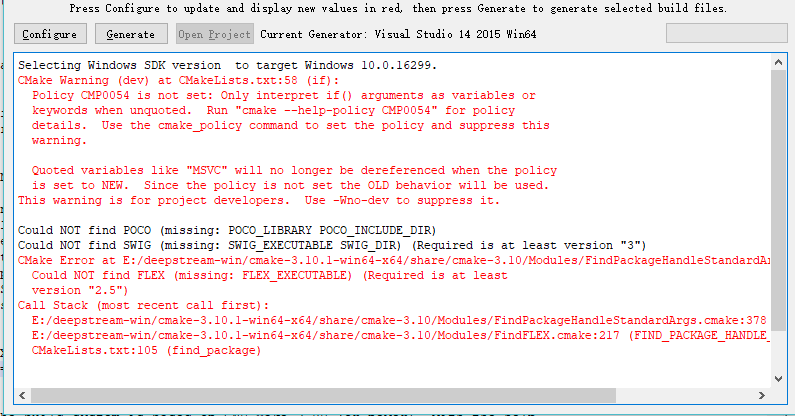 Press Configure to update and display new values in red, then press Generate to generate selected build files.
Configure Generate Open Project Current Generator: Visual Studio 14 2015 Win64
Selecting Windows SDK version  to target Windows 10.0.16299.
CMake Warning (dev) at CMakeLists.txt:58 (if):
  Policy CMP0054 is not set: Only interpret if() arguments as variables or
  keywords when unquoted.  Run "cmake --help-policy CMP0054" for policy
  details.  Use the cmake_policy command to set the policy and suppress this
  warning.
  Quoted variables like "MSVC" will no longer be dereferenced when the policy
  is set to NEW.  Since the policy is not set the OLD behavior will be used.
This warning is for project developers.  Use -Wno-dev to suppress it.
Could NOT find POCO (missing: POCO_LIBRARY POCO_INCLUDE_DIR)
Could NOT find SWIG (missing: SWIG_EXECUTABLE SWIG_DIR) (Required is at least version "3")
CMake Error at E:/deepstream-win/cmake-3.10.1-win64-x64/share/cmake-3.10/Modules/FindPackageHandleStandardAr
  Could NOT find FLEX (missing: FLEX_EXECUTABLE) (Required is at least
  version "2.5")
Call Stack (most recent call first):
  E:/deepstream-win/cmake-3.10.1-win64-x64/share/cmake-3.10/Modules/FindPackageHandleStandardArgs.cmake:378
  E:/deepstream-win/cmake-3.10.1-win64-x64/share/cmake-3.10/Modules/FindFLEX.cmake:217 (FIND_PACKAGE_HANDLE_
  CMakeLists.txt:105 (find_package)